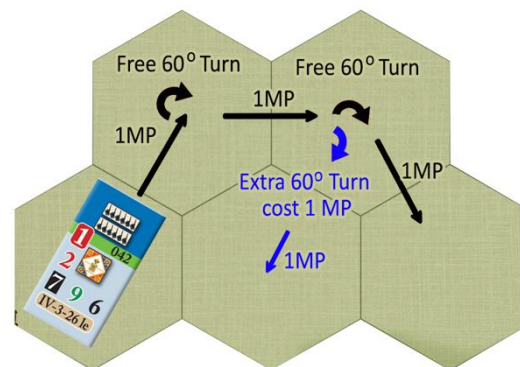 Free 60° Turn
Free 60° Turn
1MP
1MP
1MP
Extra 60° Turn
cost 1 MP
1MP
1
042
2
7
9
6
IV-3-26 le